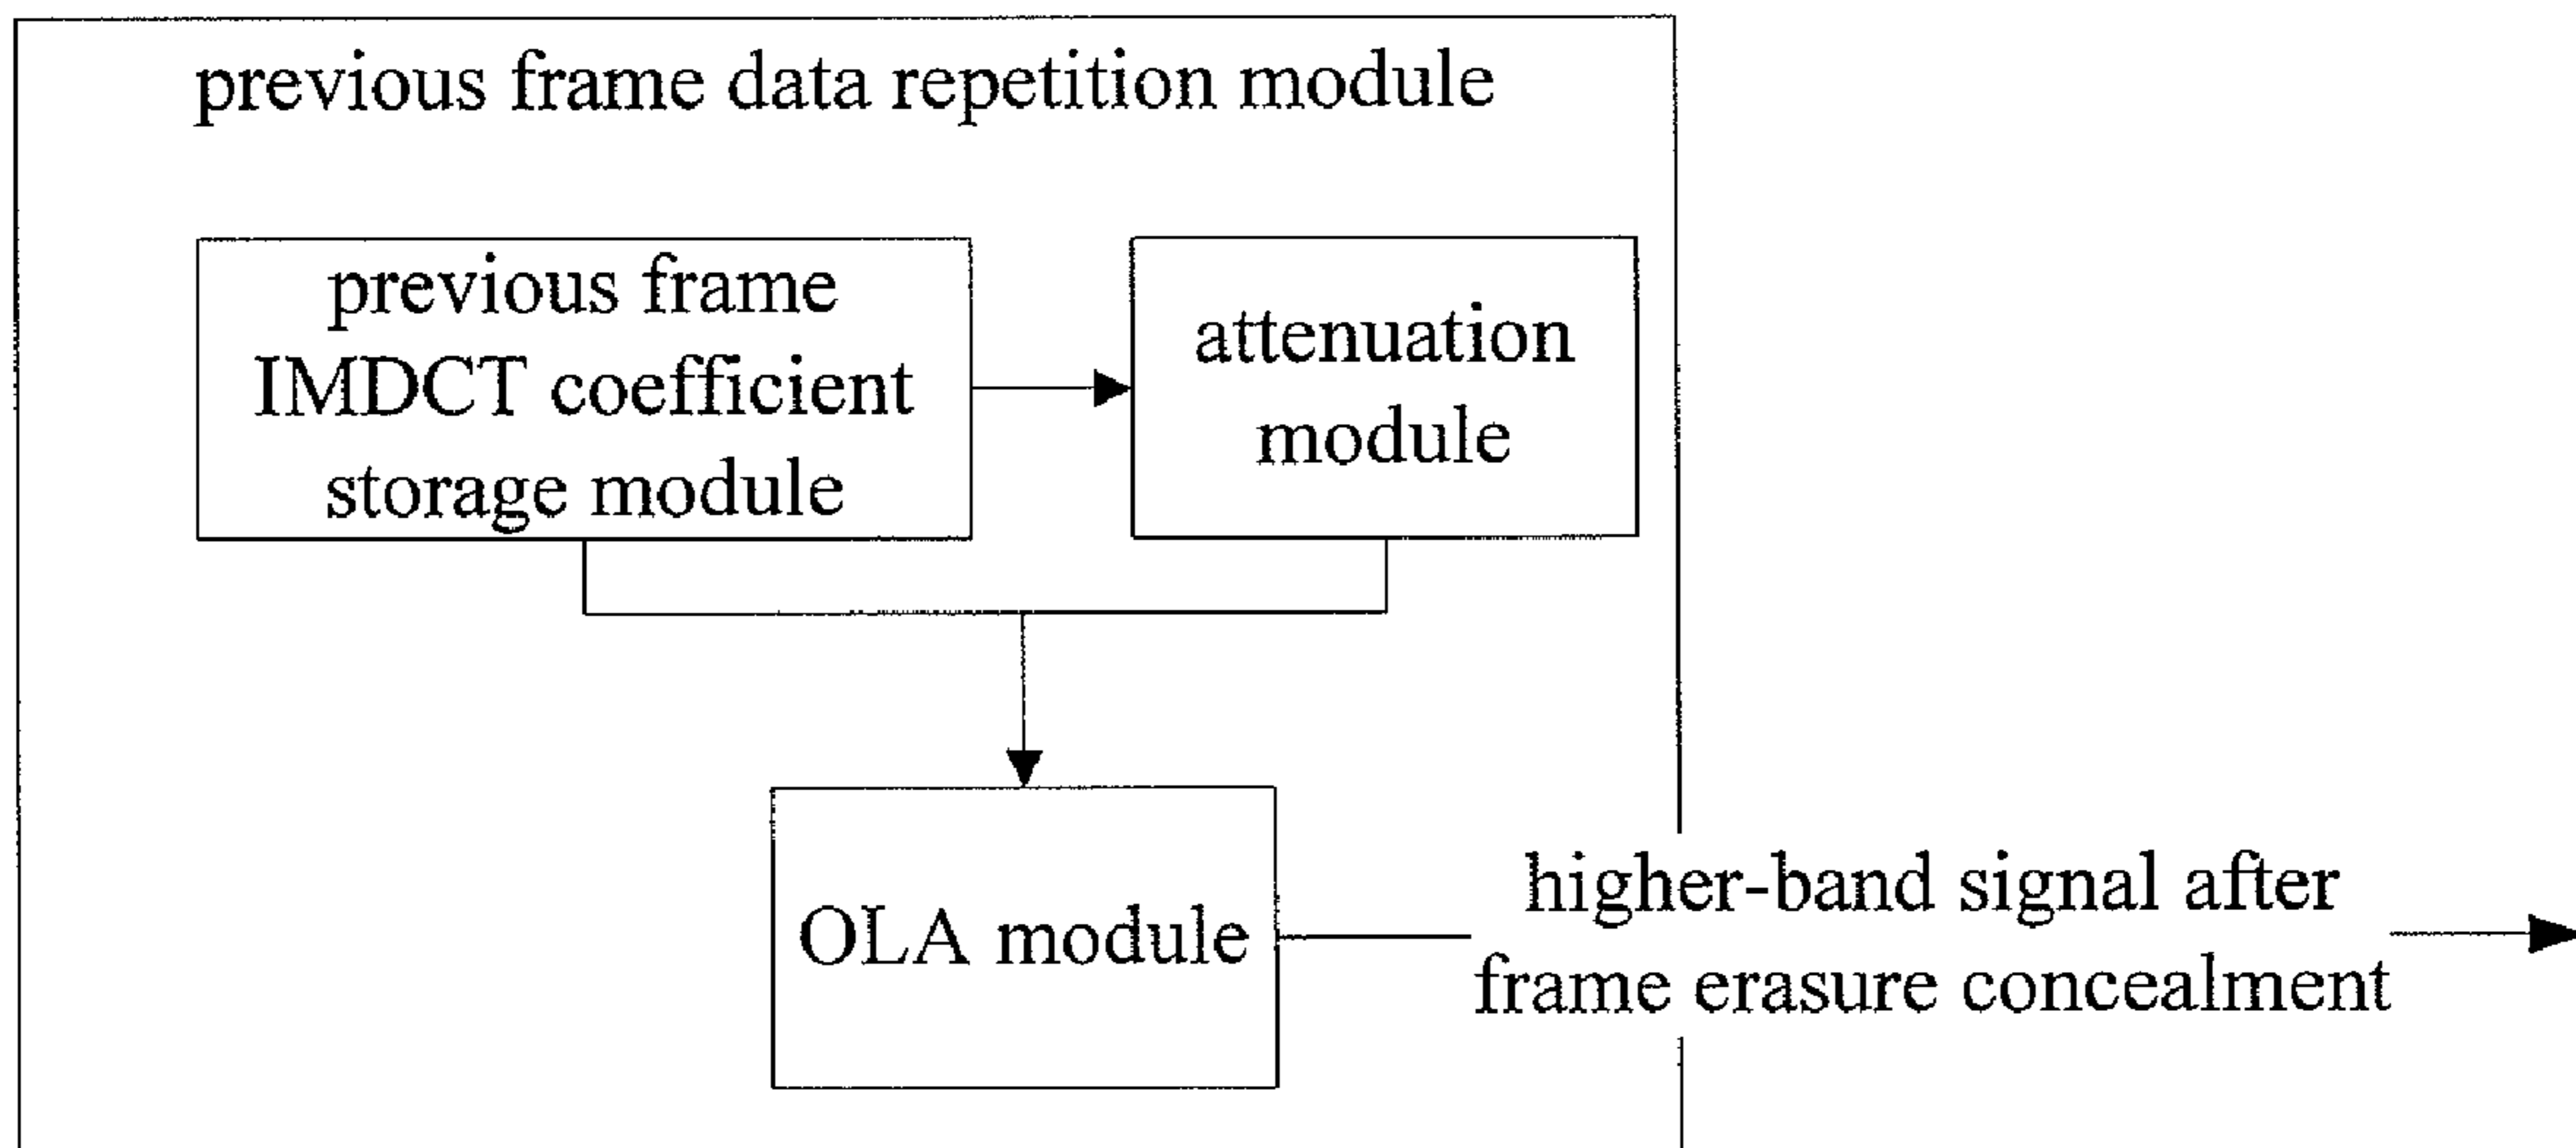 previous frame data repetition module
previous frame
IMDCT coefficient
storage module
attenuation
module
OLA module
higher-band signal after
frame erasure concealment